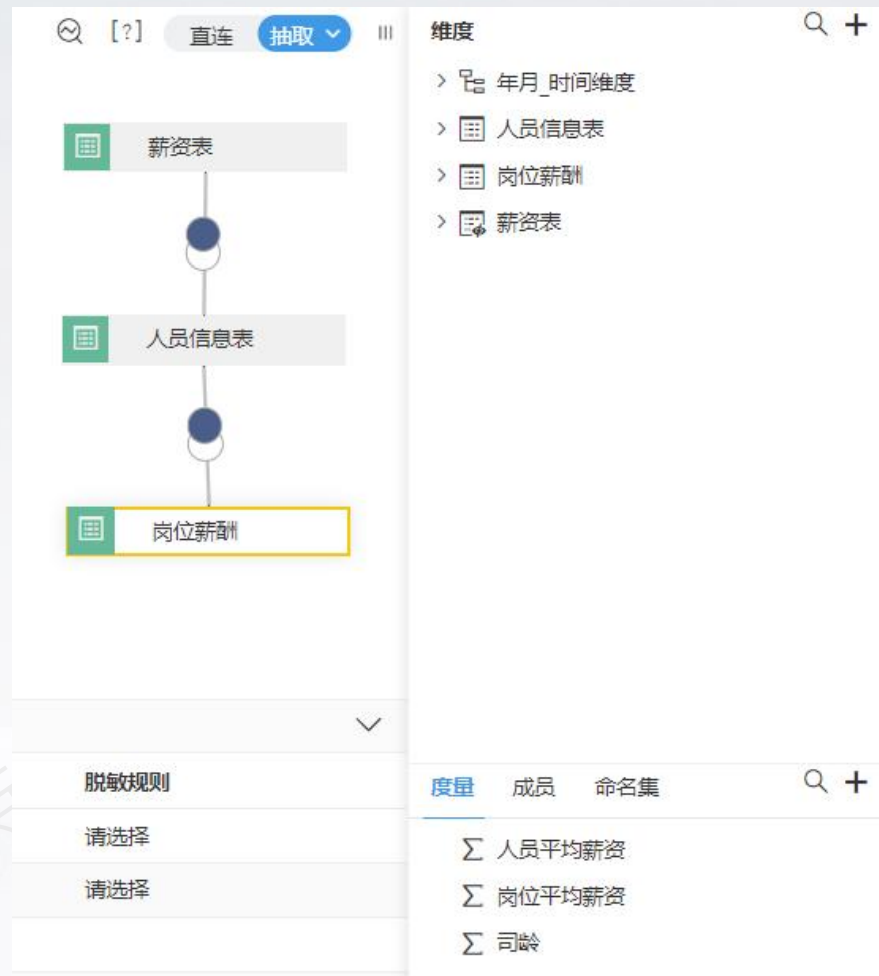 [?] 直连 抽取
薪资表
人员信息表
岗位薪酬
脱敏规则
请选择
请选择
维度
年月_时间维度
人员信息表
岗位薪酬
薪资表
度量 成员 命名集
∑ 人员平均薪资
∑ 岗位平均薪资
∑ 司龄